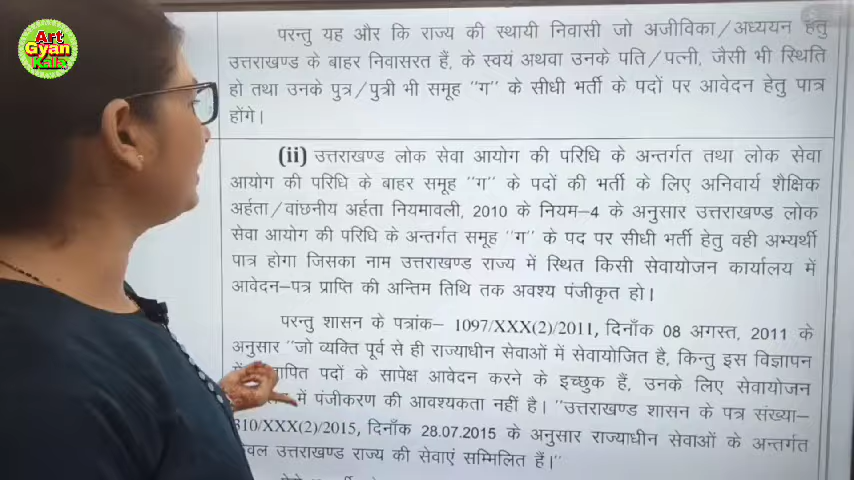 Art
Gyan
Kala
परन्तु यह और कि राज्य की स्थायी निवासी जो अजीविका/अध्ययन हेतु
उत्तराखण्ड के बाहर निवासरत हैं, के स्वयं अथवा उनके पति/पत्नी, जैसी भी स्थिति
हो तथा उनके पुत्र/पुत्री भी समूह "ग" के सीधी भर्ती के पदों पर आवेदन हेतु पात्र
होंगे।
(ii) उत्तराखण्ड लोक सेवा आयोग की परिधि के अन्तर्गत तथा लोक सेवा
आयोग की परिधि के बाहर समूह "ग" के पदों की भर्ती के लिए अनिवार्य शैक्षिक
अर्हता/वांछनीय अर्हता नियमावली, 2010 के नियम–4 के अनुसार उत्तराखण्ड लोक
सेवा आयोग की परिधि के अन्तर्गत समूह "ग" के पद पर सीधी भर्ती हेतु वही अभ्यर्थी
पात्र होगा जिसका नाम उत्तराखण्ड राज्य में स्थित किसी सेवायोजन कार्यालय में
आवेदन–पत्र प्राप्ति की अन्तिम तिथि तक अवश्य पंजीकृत हो।
परन्तु शासन के पत्रांक– 1097/XXX(2)/2011, दिनाँक 08 अगस्त, 2011 के
अनुसार "जो व्यक्ति पूर्व से ही राज्याधीन सेवाओं में सेवायोजित है, किन्तु इस विज्ञापन
पदों के सापेक्ष आवेदन करने के इच्छुक हैं, उनके लिए सेवायोजन
में पंजीकरण की आवश्यकता नहीं है। "उत्तराखण्ड शासन के पत्र संख्या–
310/XXX(2)/2015, दिनाँक 28.07.2015 के अनुसार राज्याधीन सेवाओं के अन्तर्गत
उत्तराखण्ड राज्य की सेवाएं सम्मिलित हैं।"